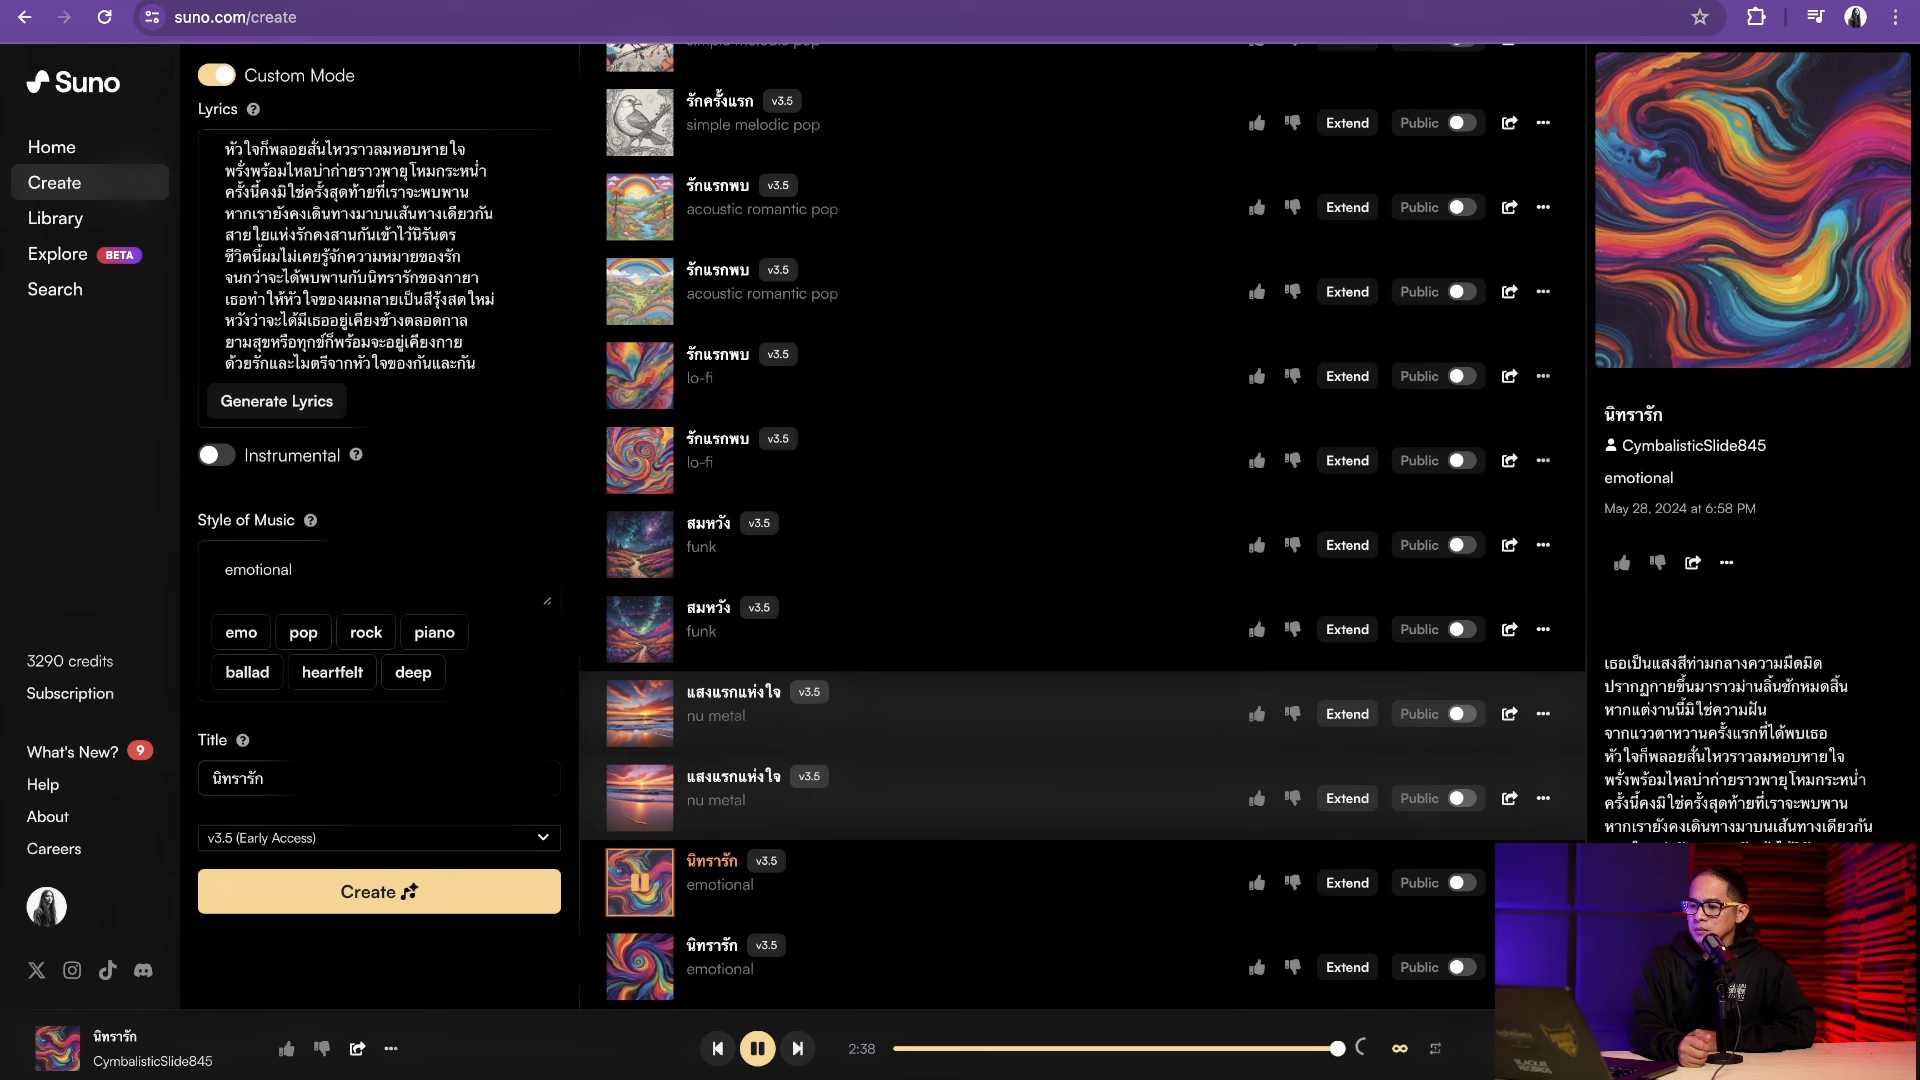 suno.com/create
Suno
Home
Create
Library
Explore BETA
Search
3290 credits
Subscription
What's New? 9
Help
About
Careers
Custom Mode
Lyrics
หัวใจก็พลอยสั่นไหวราวลมหอบหายใจ
พรั่งพร้อมไหลบ่าก่ายราวพายุโหมกระหน่ำ
ครั้งนี้คงมิใช่ครั้งสุดท้ายที่เราจะพบพาน
หากเรายังคงเดินทางมาบนเส้นทางเดียวกัน
สายใยแห่งรักคงสานกันเข้าไว้นิรันดร
ชีวิตนี้ผมไม่เคยรู้จักความหมายของรัก
จนกว่าจะได้พบพานกับนิทรารักของกายา
เธอทำให้หัวใจของผมกลายเป็นสีรุ้งสดใหม่
หวังว่าจะได้มีเธออยู่เคียงข้างตลอดกาล
ยามสุขหรือทุกข์ก็พร้อมจะอยู่เคียงกาย
ด้วยรักและไมตรีจากหัวใจของกันและกัน
Generate Lyrics
Instrumental
Style of Music
emotional
emo pop rock piano
ballad heartfelt deep
Title
นิทรารัก
v3.5 (Early Access)
Create
simple melodic pop
รักครั้งแรก v3.5
simple melodic pop
Extend Public
รักแรกพบ v3.5
acoustic romantic pop
Extend Public
รักแรกพบ v3.5
acoustic romantic pop
Extend Public
รักแรกพบ v3.5
lo-fi
Extend Public
รักแรกพบ v3.5
lo-fi
Extend Public
สมหวัง v3.5
funk
Extend Public
สมหวัง v3.5
funk
Extend Public
แสงแรกแห่งใจ v3.5
nu metal
Extend Public
แสงแรกแห่งใจ v3.5
nu metal
Extend Public
นิทรารัก v3.5
emotional
Extend Public
นิทรารัก v3.5
emotional
Extend Public
นิทรารัก
CymbalisticSlide845
emotional
May 28, 2024 at 6:58 PM
เธอเป็นแสงสีท่ามกลางความมืดมิด
ปรากฏกายขึ้นมาราวม่านลิ้นชักหมดสิ้น
หากแต่งานนี้มิใช่ความฝัน
จากแววตาหวานครั้งแรกที่ได้พบเธอ
หัวใจก็พลอยสั่นไหวราวลมหอบหายใจ
พรั่งพร้อมไหลบ่าก่ายราวพายุโหมกระหน่ำ
ครั้งนี้คงมิใช่ครั้งสุดท้ายที่เราจะพบพาน
หากเรายังคงเดินทางมาบนเส้นทางเดียวกัน
นิทรารัก
CymbalisticSlide845
2:38